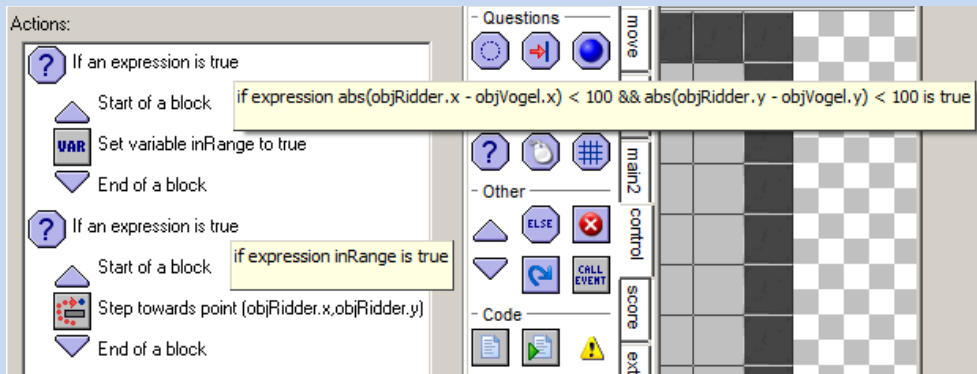 Actions:
? If an expression is true
Start of a block
VAR Set variable inRange to true
End of a block
? If an expression is true
Start of a block
Step towards point (objRidder.x,objRidder.y)
End of a block
if expression abs(objRidder.x - objVogel.x) < 100 && abs(objRidder.y - objVogel.y) < 100 is true
if expression inRange is true
Questions
?
Other
ELSE
CALL EVENT
Code
move
main2
control
score
ext